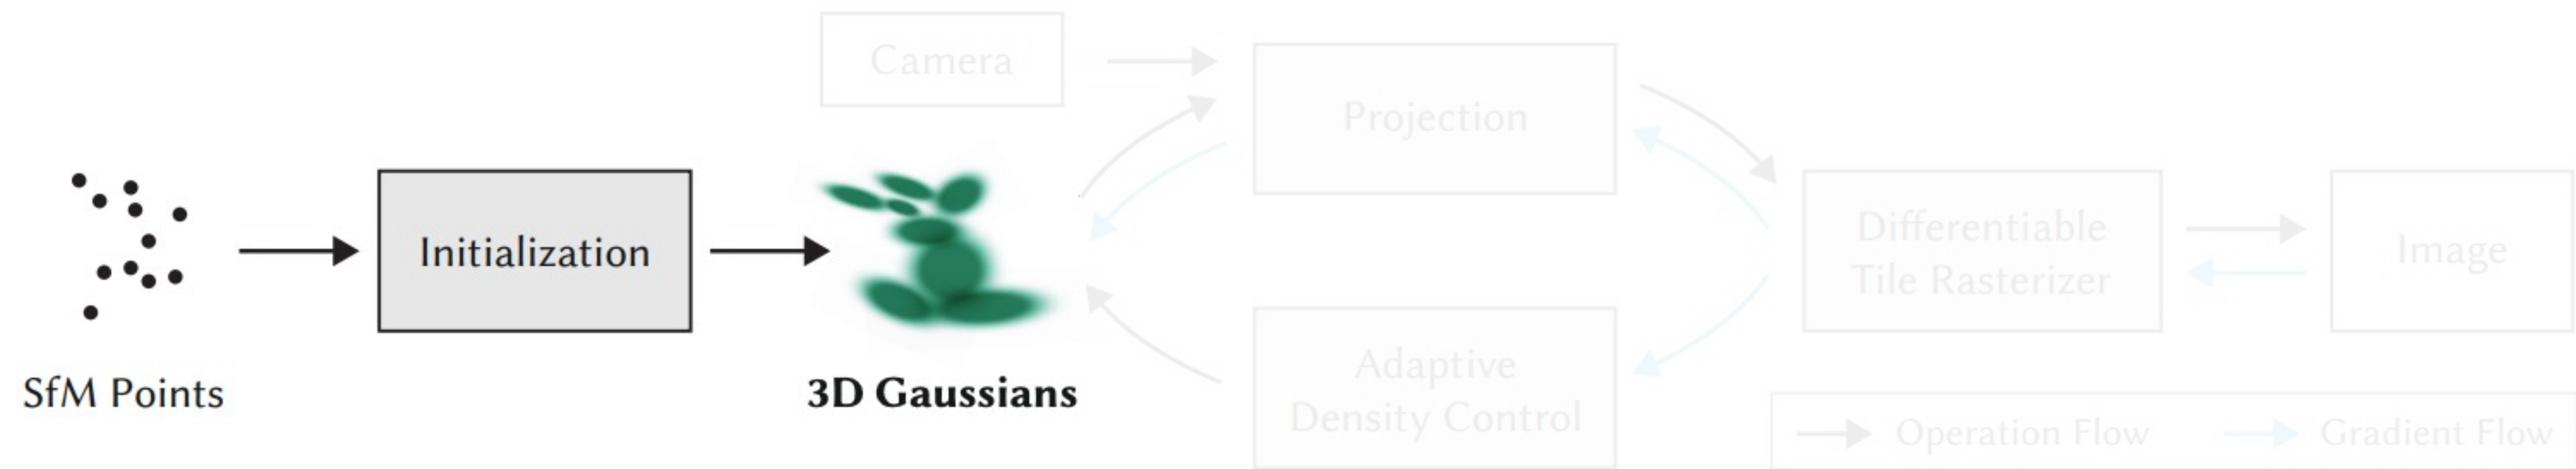 Camera
Projection
Initialization
Differentiable
Tile Rasterizer
Image
SfM Points
3D Gaussians
Adaptive
Density Control
Operation Flow
Gradient Flow